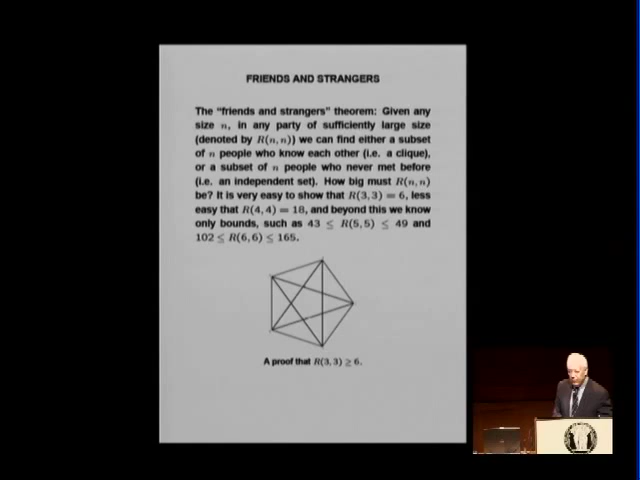 FRIENDS AND STRANGERS
The "friends and strangers" theorem: Given any
size n, in any party of sufficiently large size
(denoted by R(n, n)) we can find either a subset
of n people who know each other (i.e. a clique),
or a subset of n people who never met before
(i.e. an independent set). How big must R(n, n)
be? It is very easy to show that R(3, 3) = 6, less
easy that R(4, 4) = 18, and beyond this we know
only bounds, such as 43 ≤ R(5, 5) ≤ 49 and
102 ≤ R(6, 6) ≤ 165.
A proof that R(3, 3) ≥ 6.